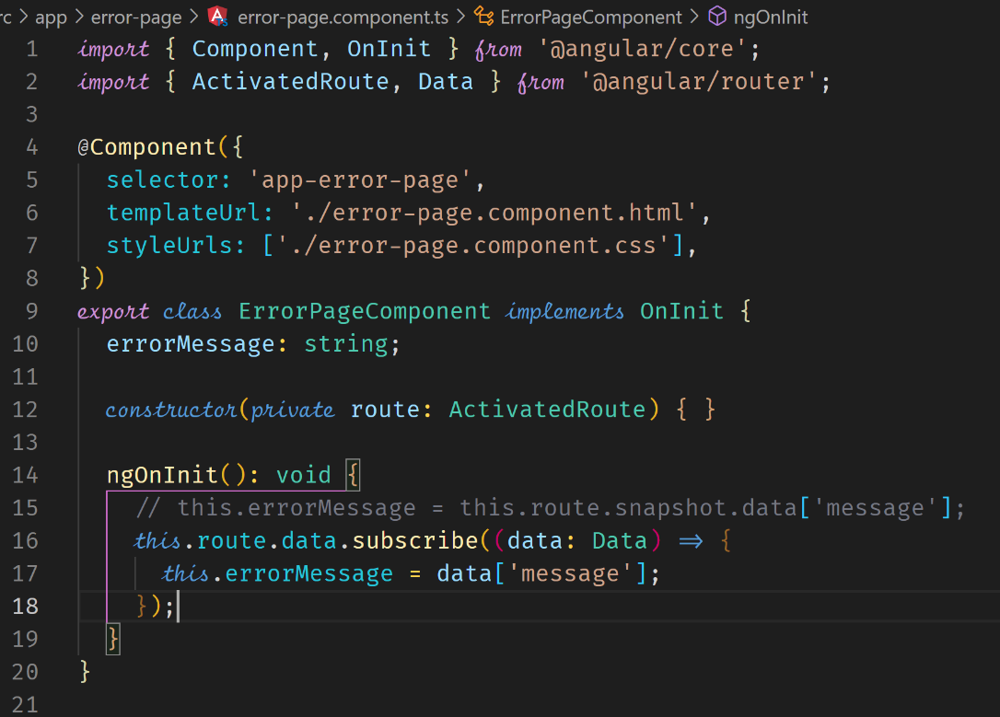 rc > app > error-page > error-page.component.ts > ErrorPageComponent > ngOnInit
1 import { Component, OnInit } from '@angular/core';
2 import { ActivatedRoute, Data } from '@angular/router';
3
4 @Component({
5   selector: 'app-error-page',
6   templateUrl: './error-page.component.html',
7   styleUrls: ['./error-page.component.css'],
8 })
9 export class ErrorPageComponent implements OnInit {
10   errorMessage: string;
11
12   constructor(private route: ActivatedRoute) { }
13
14   ngOnInit(): void {
15     // this.errorMessage = this.route.snapshot.data['message'];
16     this.route.data.subscribe((data: Data) => {
17       this.errorMessage = data['message'];
18     });
19   }
20 }
21